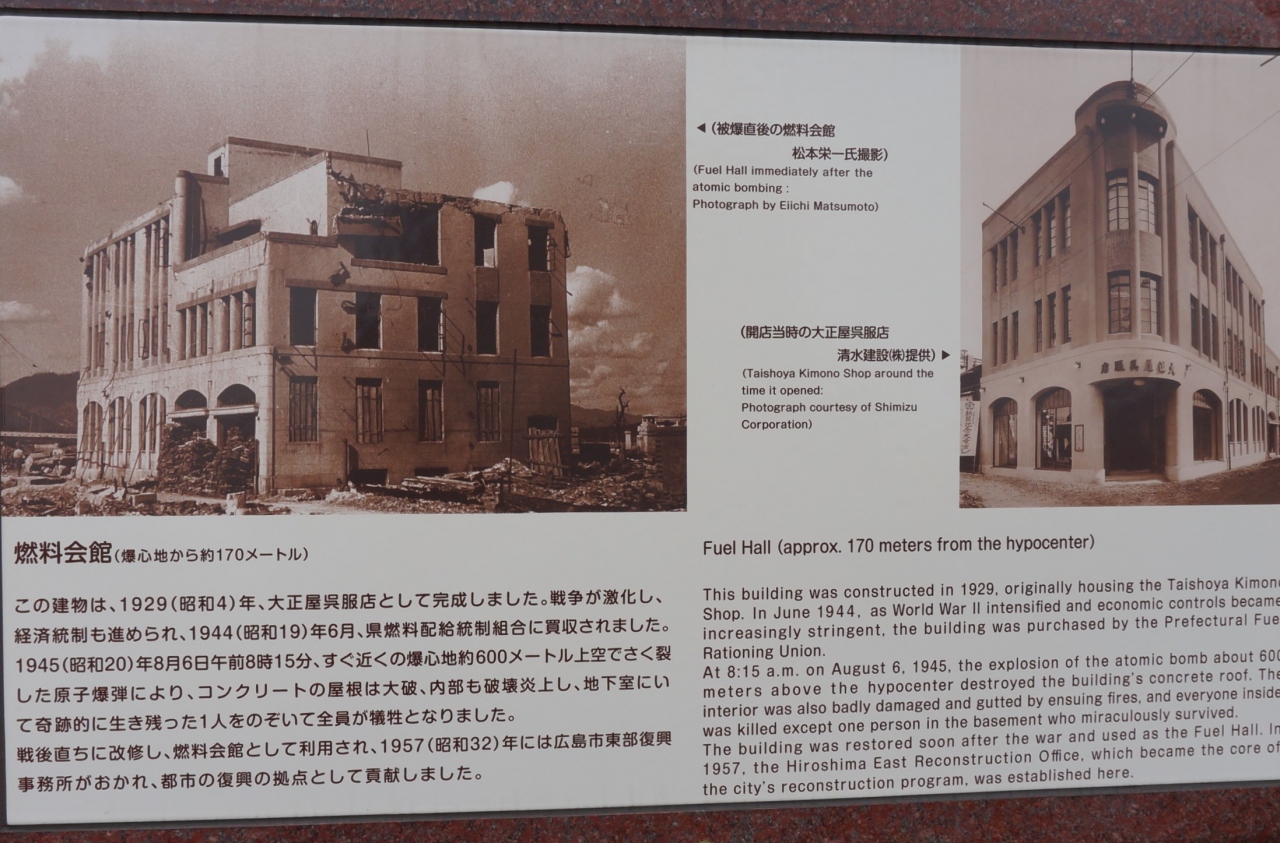 ◀（被爆直後の燃料会館
松本栄一氏撮影）
(Fuel Hall immediately after the
atomic bombing :
Photograph by Eiichi Matsumoto)
（開店当時の大正屋呉服店
清水建設㈱提供）▶
(Taishoya Kimono Shop around the
time it opened:
Photograph courtesy of Shimizu
Corporation)
燃料会館（爆心地から約170メートル）
この建物は、1929（昭和4）年、大正屋呉服店として完成しました。戦争が激化し、
経済統制も進められ、1944（昭和19）年6月、県燃料配給統制組合に買収されました。
1945（昭和20）年8月6日午前8時15分、すぐ近くの爆心地約600メートル上空でさく裂
した原子爆弾により、コンクリートの屋根は大破、内部も破壊炎上し、地下室にい
て奇跡的に生き残った1人をのぞいて全員が犠牲となりました。
戦後直ちに改修し、燃料会館として利用され、1957（昭和32）年には広島市東部復興
事務所がおかれ、都市の復興の拠点として貢献しました。
Fuel Hall (approx. 170 meters from the hypocenter)
This building was constructed in 1929, originally housing the Taishoya Kimono
Shop. In June 1944, as World War II intensified and economic controls became
increasingly stringent, the building was purchased by the Prefectural Fue
Rationing Union.
At 8:15 a.m. on August 6, 1945, the explosion of the atomic bomb about 600
meters above the hypocenter destroyed the building's concrete roof. The
interior was also badly damaged and gutted by ensuing fires, and everyone inside
was killed except one person in the basement who miraculously survived.
The building was restored soon after the war and used as the Fuel Hall. In
1957, the Hiroshima East Reconstruction Office, which became the core of
the city's reconstruction program, was established here.